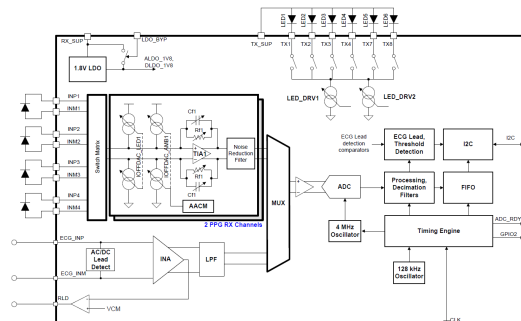 LED1 LED2 LED3 LED4 LED5 LED6
RX_SUP
LDO_BYP
TX_SUP TX1 TX2 TX3 TX4 TX7 TX8
1.8V LDO
ALDO_1V8,
DLDO_1V8
LED_DRV1
LED_DRV2
INP1
INM1
INP2
INM2
INP3
INM3
INP4
INM4
Switch Matrix
IOFFDAC_LED1
IOFFDAC_AMB1
Cf1
Rf1
TIA1
Rf1
Cf1
Noise
Reduction
Filter
AACM
2 PPG RX Channels
MUX
ECG Lead
detection
comparators
ECG Lead,
Threshold
Detection
I2C
I2C
ADC
Processing,
Decimation
Filters
FIFO
ADC_RDY
4 MHz
Oscillator
Timing Engine
GPIO2
128 kHz
Oscillator
CLK
ECG_INP
AC/DC
Lead
Detect
INA
LPF
ECG_INM
RLD
VCM